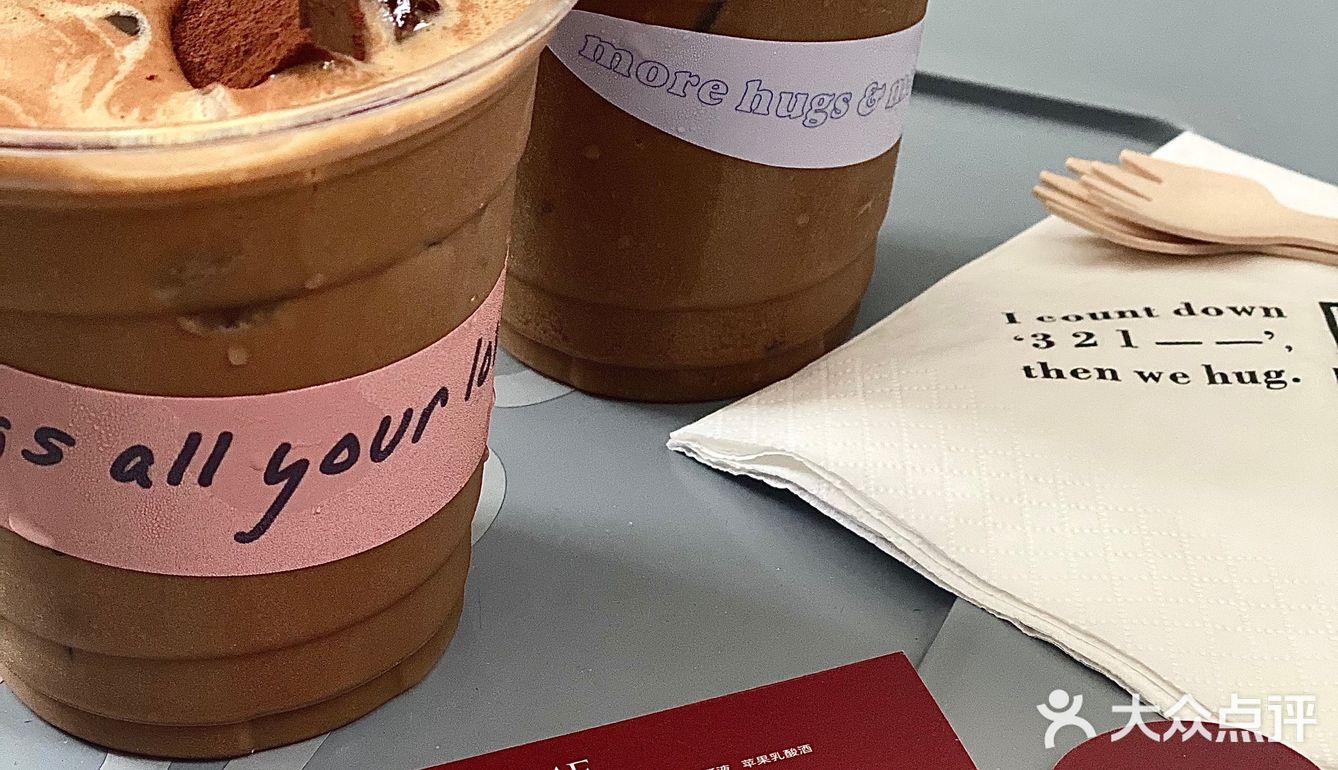 more hugs &
all your
I count down
‘3 2 1 — —’,
then we hug.
苹果乳酸酒
大众点评